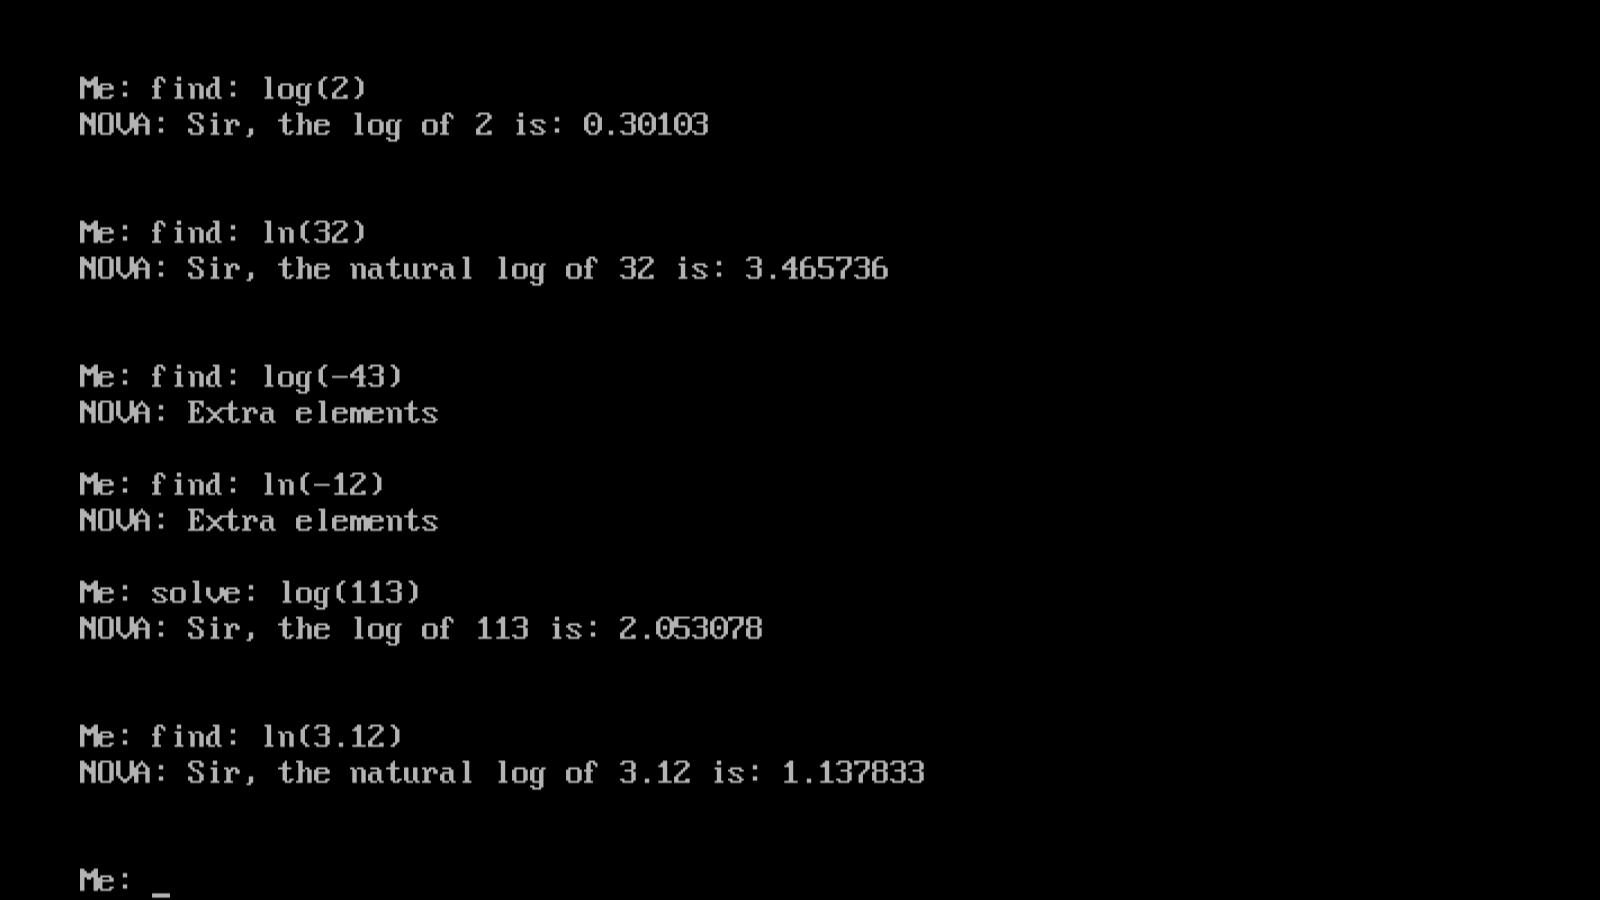 Me: find: log(2)
NOVA: Sir, the log of 2 is: 0.30103
Me: find: ln(32)
NOVA: Sir, the natural log of 32 is: 3.465736
Me: find: log(-43)
NOVA: Extra elements
Me: find: ln(-12)
NOVA: Extra elements
Me: solve: log(113)
NOVA: Sir, the log of 113 is: 2.053078
Me: find: ln(3.12)
NOVA: Sir, the natural log of 3.12 is: 1.137833
Me: _